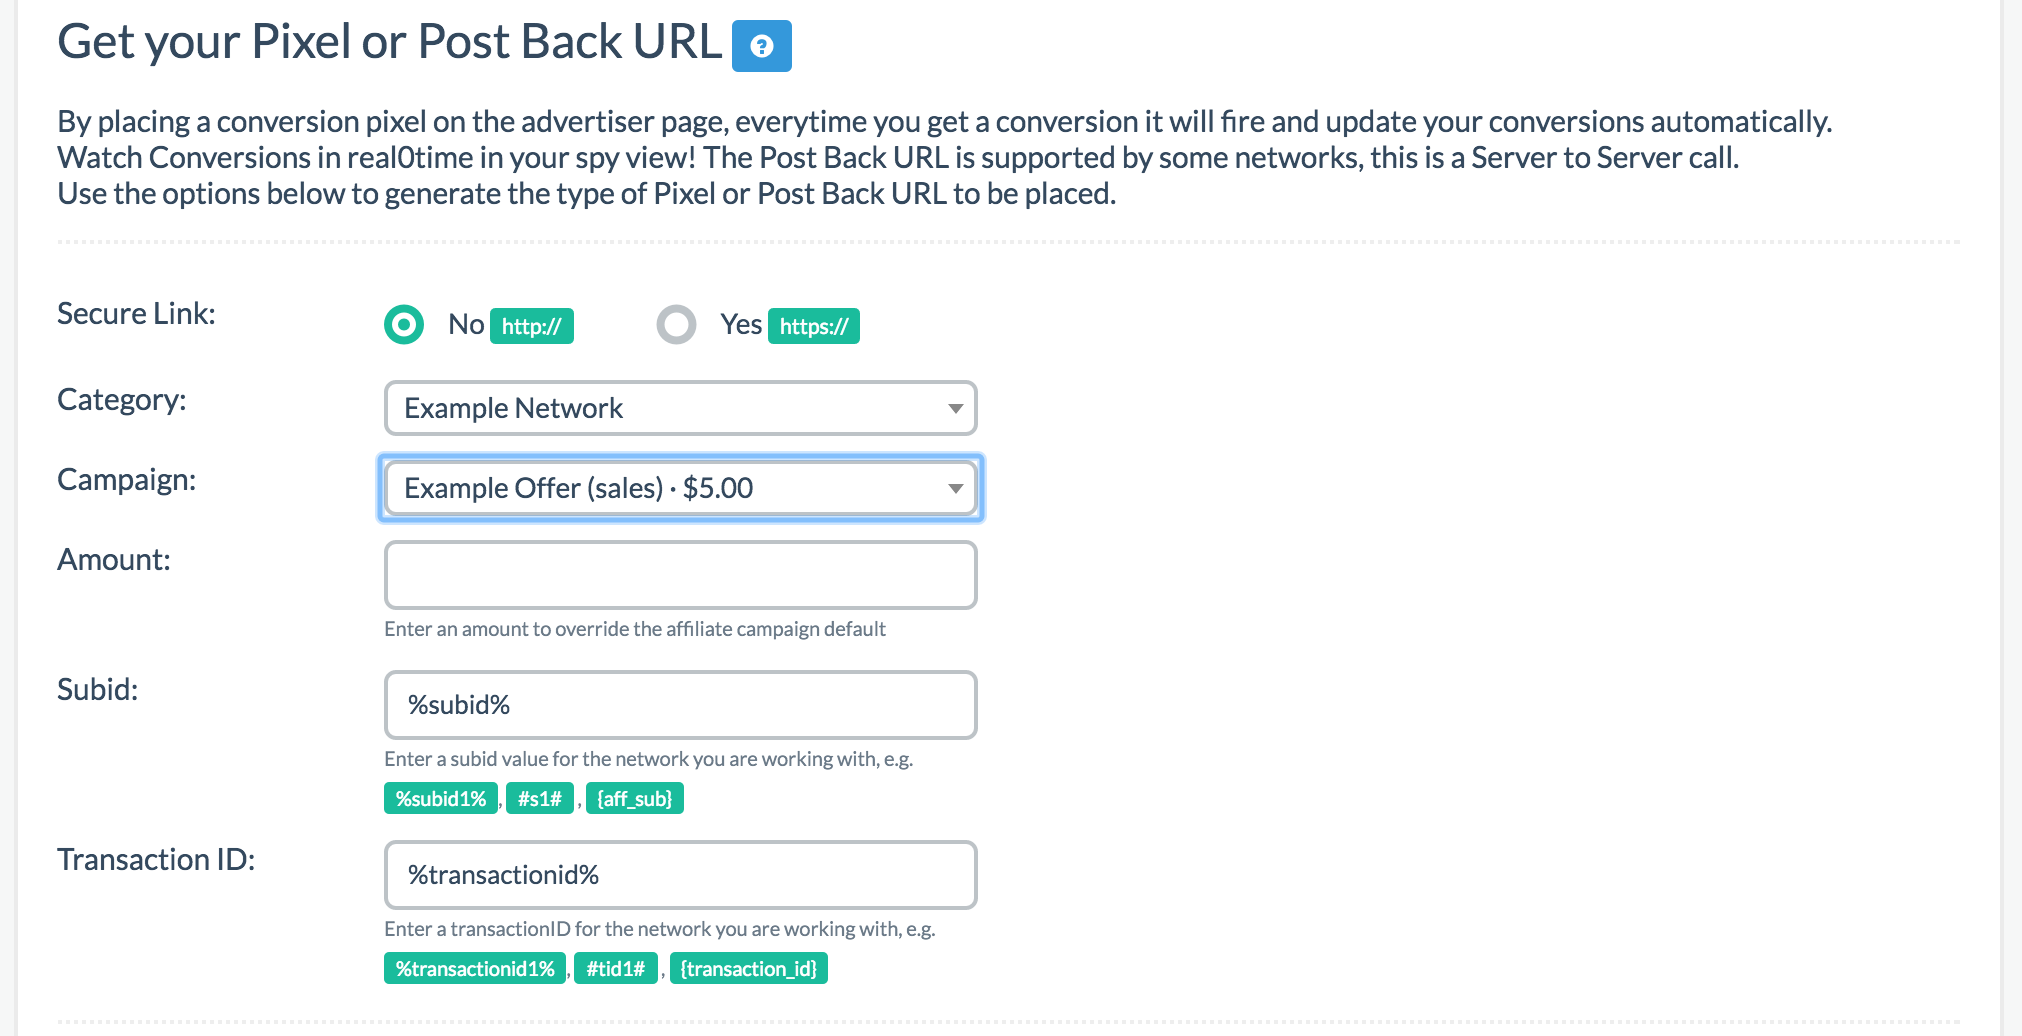 Get your Pixel or Post Back URL ?
By placing a conversion pixel on the advertiser page, everytime you get a conversion it will fire and update your conversions automatically.
Watch Conversions in real0time in your spy view! The Post Back URL is supported by some networks, this is a Server to Server call.
Use the options below to generate the type of Pixel or Post Back URL to be placed.
Secure Link: No http:// Yes https://
Category: Example Network
Campaign: Example Offer (sales) · $5.00
Amount:
Enter an amount to override the affiliate campaign default
Subid: %subid%
Enter a subid value for the network you are working with, e.g.
%subid1% , #s1# , {aff_sub}
Transaction ID: %transactionid%
Enter a transactionID for the network you are working with, e.g.
%transactionid1% , #tid1# , {transaction_id}